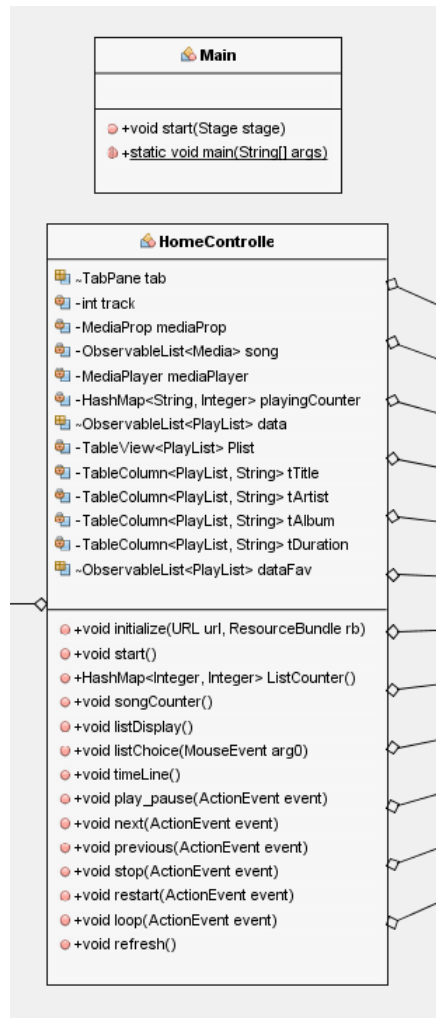 Main
+void start(Stage stage)
+static void main(String[] args)
HomeControlle
~TabPane tab
-int track
-MediaProp mediaProp
-ObservableList<Media> song
-MediaPlayer mediaPlayer
-HashMap<String, Integer> playingCounter
~ObservableList<PlayList> data
-TableView<PlayList> Plist
-TableColumn<PlayList, String> tTitle
-TableColumn<PlayList, String> tArtist
-TableColumn<PlayList, String> tAlbum
-TableColumn<PlayList, String> tDuration
~ObservableList<PlayList> dataFav
+void initialize(URL url, ResourceBundle rb)
+void start()
+HashMap<Integer, Integer> ListCounter()
+void songCounter()
+void listDisplay()
+void listChoice(MouseEvent arg0)
+void timeLine()
+void play_pause(ActionEvent event)
+void next(ActionEvent event)
+void previous(ActionEvent event)
+void stop(ActionEvent event)
+void restart(ActionEvent event)
+void loop(ActionEvent event)
+void refresh()